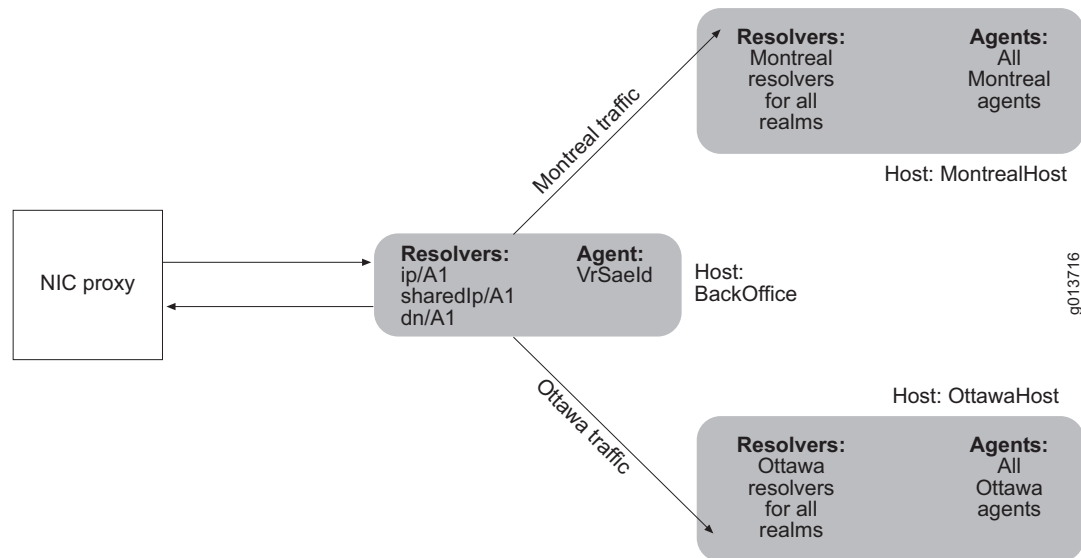 Resolvers:
Montreal
resolvers
for all
realms
Agents:
All
Montreal
agents
Host: MontrealHost
Montreal traffic
NIC proxy
Resolvers:
ip/A1
sharedIp/A1
dn/A1
Agent:
VrSaeId
Host:
BackOffice
g013716
Ottawa traffic
Host: OttawaHost
Resolvers:
Ottawa
resolvers
for all
realms
Agents:
All
Ottawa
agents